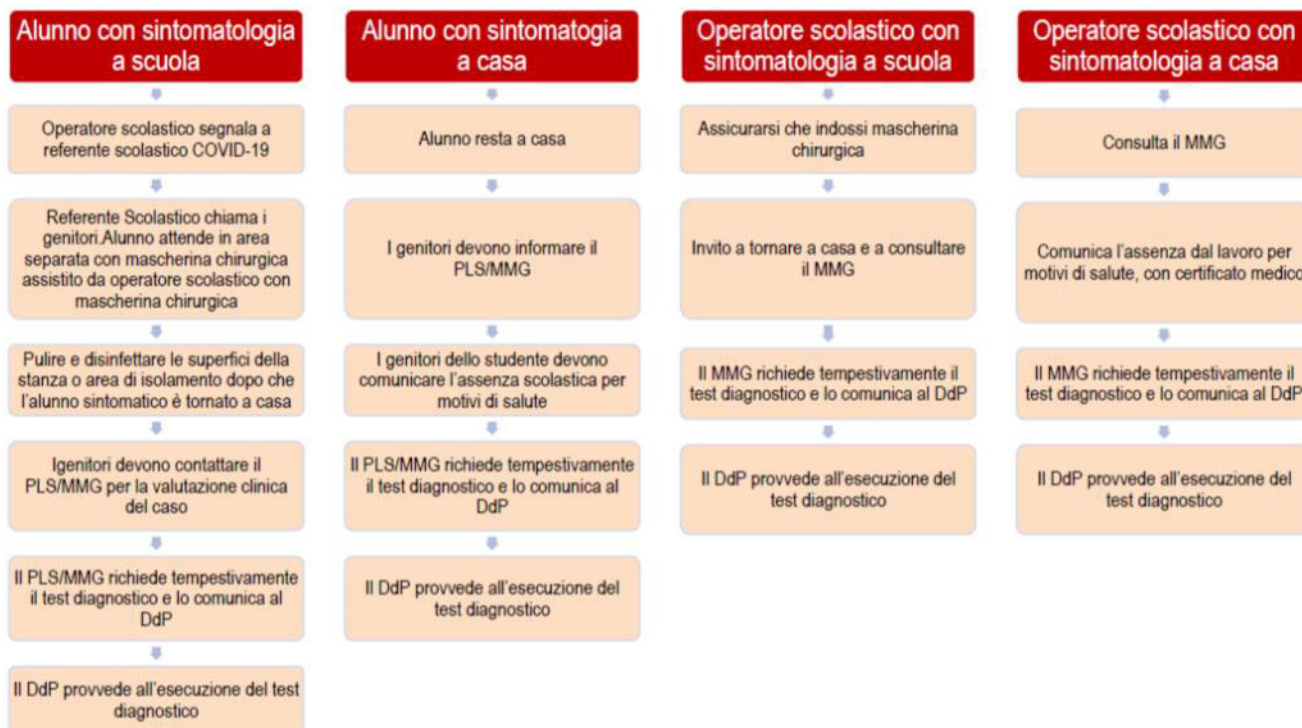 Alunno con sintomatologia
a scuola
Operatore scolastico segnala a
referente scolastico COVID-19
Referente Scolastico chiama i
genitori.Alunno attende in area
separata con mascherina chirurgica
assistito da operatore scolastico con
mascherina chirurgica
Pulire e disinfettare le superfici della
stanza o area di isolamento dopo che
l'alunno sintomatico è tornato a casa
Igenitori devono contattare il
PLS/MMG per la valutazione clinica
del caso
Il PLS/MMG richiede tempestivamente
il test diagnostico e lo comunica al
DdP
Il DdP provvede all'esecuzione del test
diagnostico
Alunno con sintomatogia
a casa
Alunno resta a casa
I genitori devono informare il
PLS/MMG
I genitori dello studente devono
comunicare l'assenza scolastica per
motivi di salute
Il PLS/MMG richiede tempestivamente
il test diagnostico e lo comunica al
DdP
Il DdP provvede all'esecuzione del
test diagnostico
Operatore scolastico con
sintomatologia a scuola
Assicurarsi che indossi mascherina
chirurgica
Invito a tornare a casa e a consultare
il MMG
Il MMG richiede tempestivamente il
test diagnostico e lo comunica al DdP
Il DdP provvede all'esecuzione del
test diagnostico
Operatore scolastico con
sintomatologia a casa
Consulta il MMG
Comunica l'assenza dal lavoro per
motivi di salute, con certificato medico
Il MMG richiede tempestivamente il
test diagnostico e lo comunica al DdP
Il DdP provvede all'esecuzione del
test diagnostico